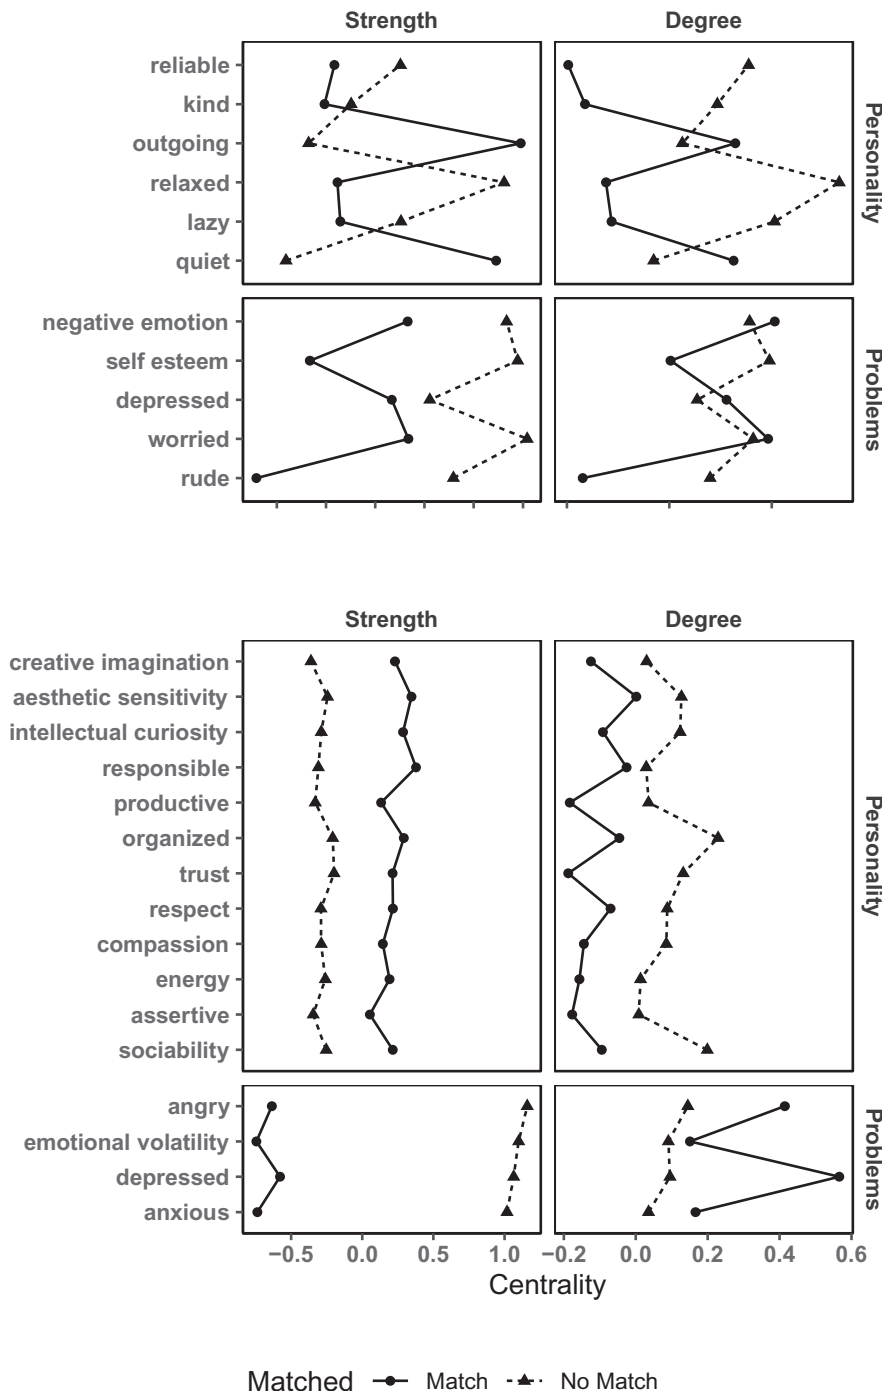 Strength Degree
reliable
kind
outgoing
relaxed
lazy
quiet
Personality
negative emotion
self esteem
depressed
worried
rude
Problems
Strength Degree
creative imagination
aesthetic sensitivity
intellectual curiosity
responsible
productive
organized
trust
respect
compassion
energy
assertive
sociability
Personality
angry
emotional volatility
depressed
anxious
Problems
−0.5 0.0 0.5 1.0 −0.2 0.0 0.2 0.4 0.6
Centrality
Matched Match No Match